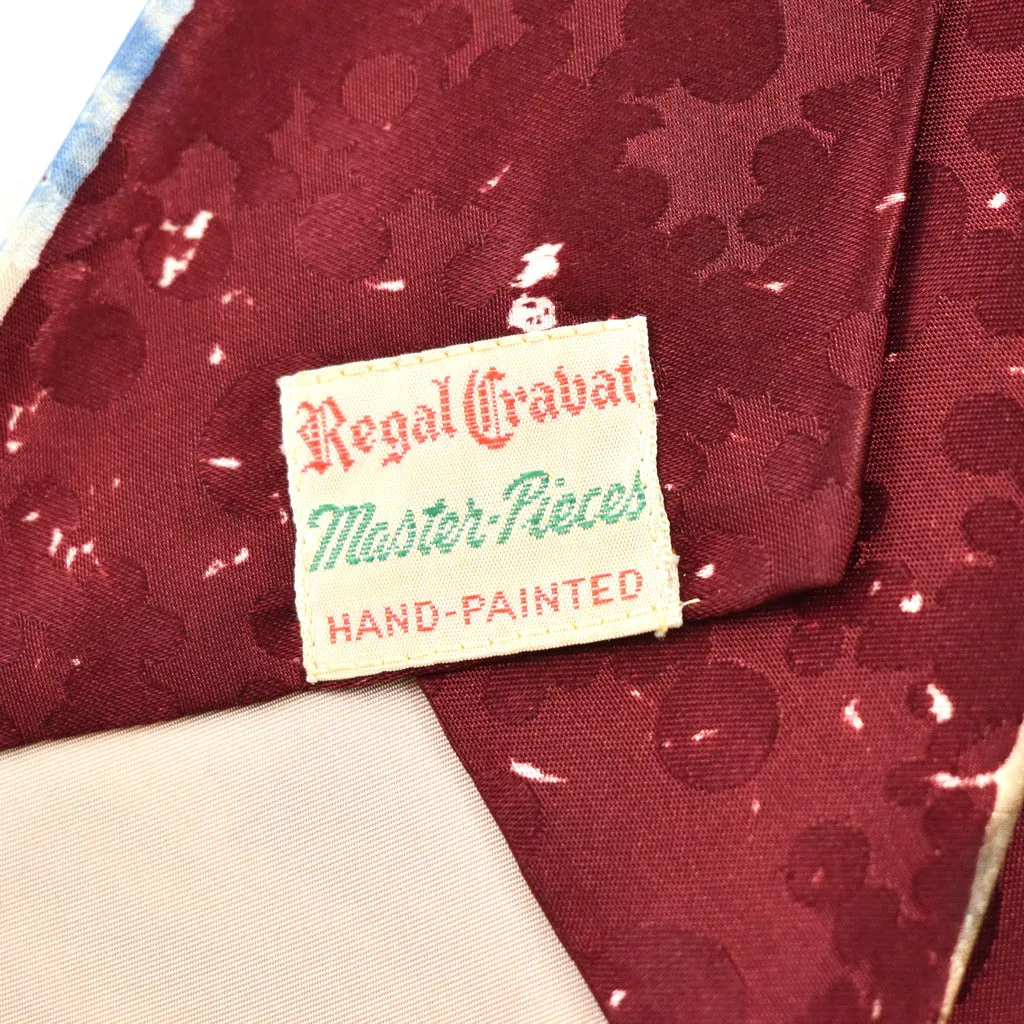 Regal Cravat
Master-Pieces
HAND-PAINTED